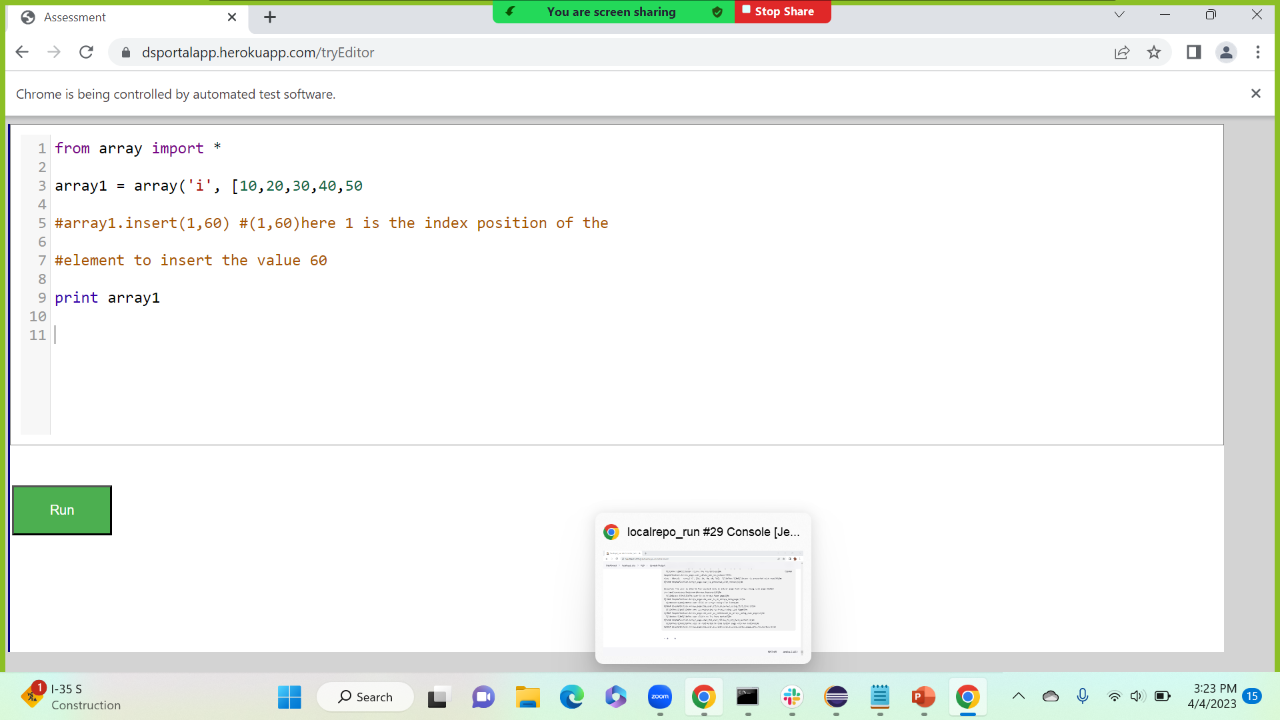 Assessment
You are screen sharing
Stop Share
dsportalapp.herokuapp.com/tryEditor
Chrome is being controlled by automated test software.
1 from array import *
2
3 array1 = array('i', [10,20,30,40,50
4
5 #array1.insert(1,60) #(1,60)here 1 is the index position of the
6
7 #element to insert the value 60
8
9 print array1
10
11
Run
localrepo_run #29 Console [Je...
1
I-35 S
Construction
Search
zoom
3:23 PM
4/4/2023
15